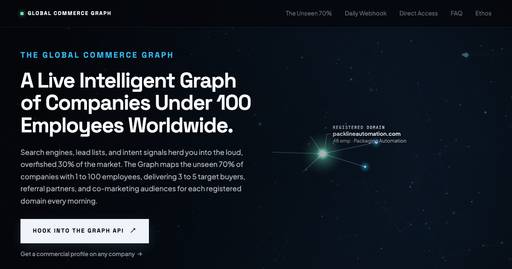 GLOBAL COMMERCE GRAPH
The Unseen 70%
Daily Webhook
Direct Access
FAQ
Ethos
THE GLOBAL COMMERCE GRAPH
A Live Intelligent Graph
of Companies Under 100
Employees Worldwide.
Search engines, lead lists, and intent signals herd you into the loud,
overfished 30% of the market. The Graph maps the unseen 70% of
companies with 1 to 100 employees, delivering 3 to 5 target buyers,
referral partners, and co-marketing audiences for each registered
domain every morning.
HOOK INTO THE GRAPH API ↗
Get a commercial profile on any company →
REGISTERED DOMAIN
packlineautomation.com
48 emp · Packaging Automation